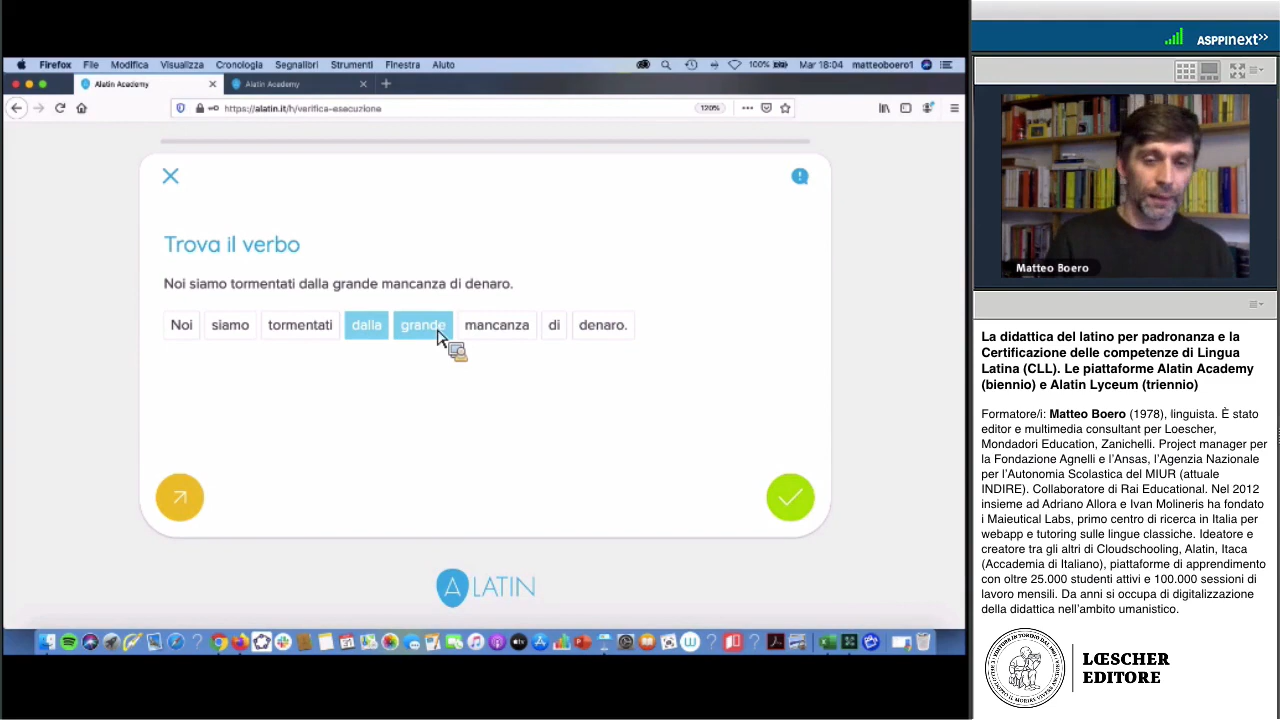 Firefox File Modifica Visualizza Cronologia Segnalibri Strumenti Finestra Aiuto 100% Mar 18:04 matteoboero1
Alatin Academy Alatin Academy
https://alatin.it/h/verifica-esecuzione 120%
Trova il verbo
Noi siamo tormentati dalla grande mancanza di denaro.
Noi siamo tormentati dalla grande mancanza di denaro.
A LATIN
ASPPInext>>
Matteo Boero
La didattica del latino per padronanza e la
Certificazione delle competenze di Lingua
Latina (CLL). Le piattaforme Alatin Academy
(biennio) e Alatin Lyceum (triennio)
Formatore/i: Matteo Boero (1978), linguista. È stato
editor e multimedia consultant per Loescher,
Mondadori Education, Zanichelli. Project manager per
la Fondazione Agnelli e l'Ansas, l'Agenzia Nazionale
per l'Autonomia Scolastica del MIUR (attuale
INDIRE). Collaboratore di Rai Educational. Nel 2012
insieme ad Adriano Allora e Ivan Molineris ha fondato
i Maieutical Labs, primo centro di ricerca in Italia per
webapp e tutoring sulle lingue classiche. Ideatore e
creatore tra gli altri di Cloudschooling, Alatin, Itaca
(Accademia di Italiano), piattaforme di apprendimento
con oltre 25.000 studenti attivi e 100.000 sessioni di
lavoro mensili. Da anni si occupa di digitalizzazione
della didattica nell'ambito umanistico.
LŒSCHER
EDITORE